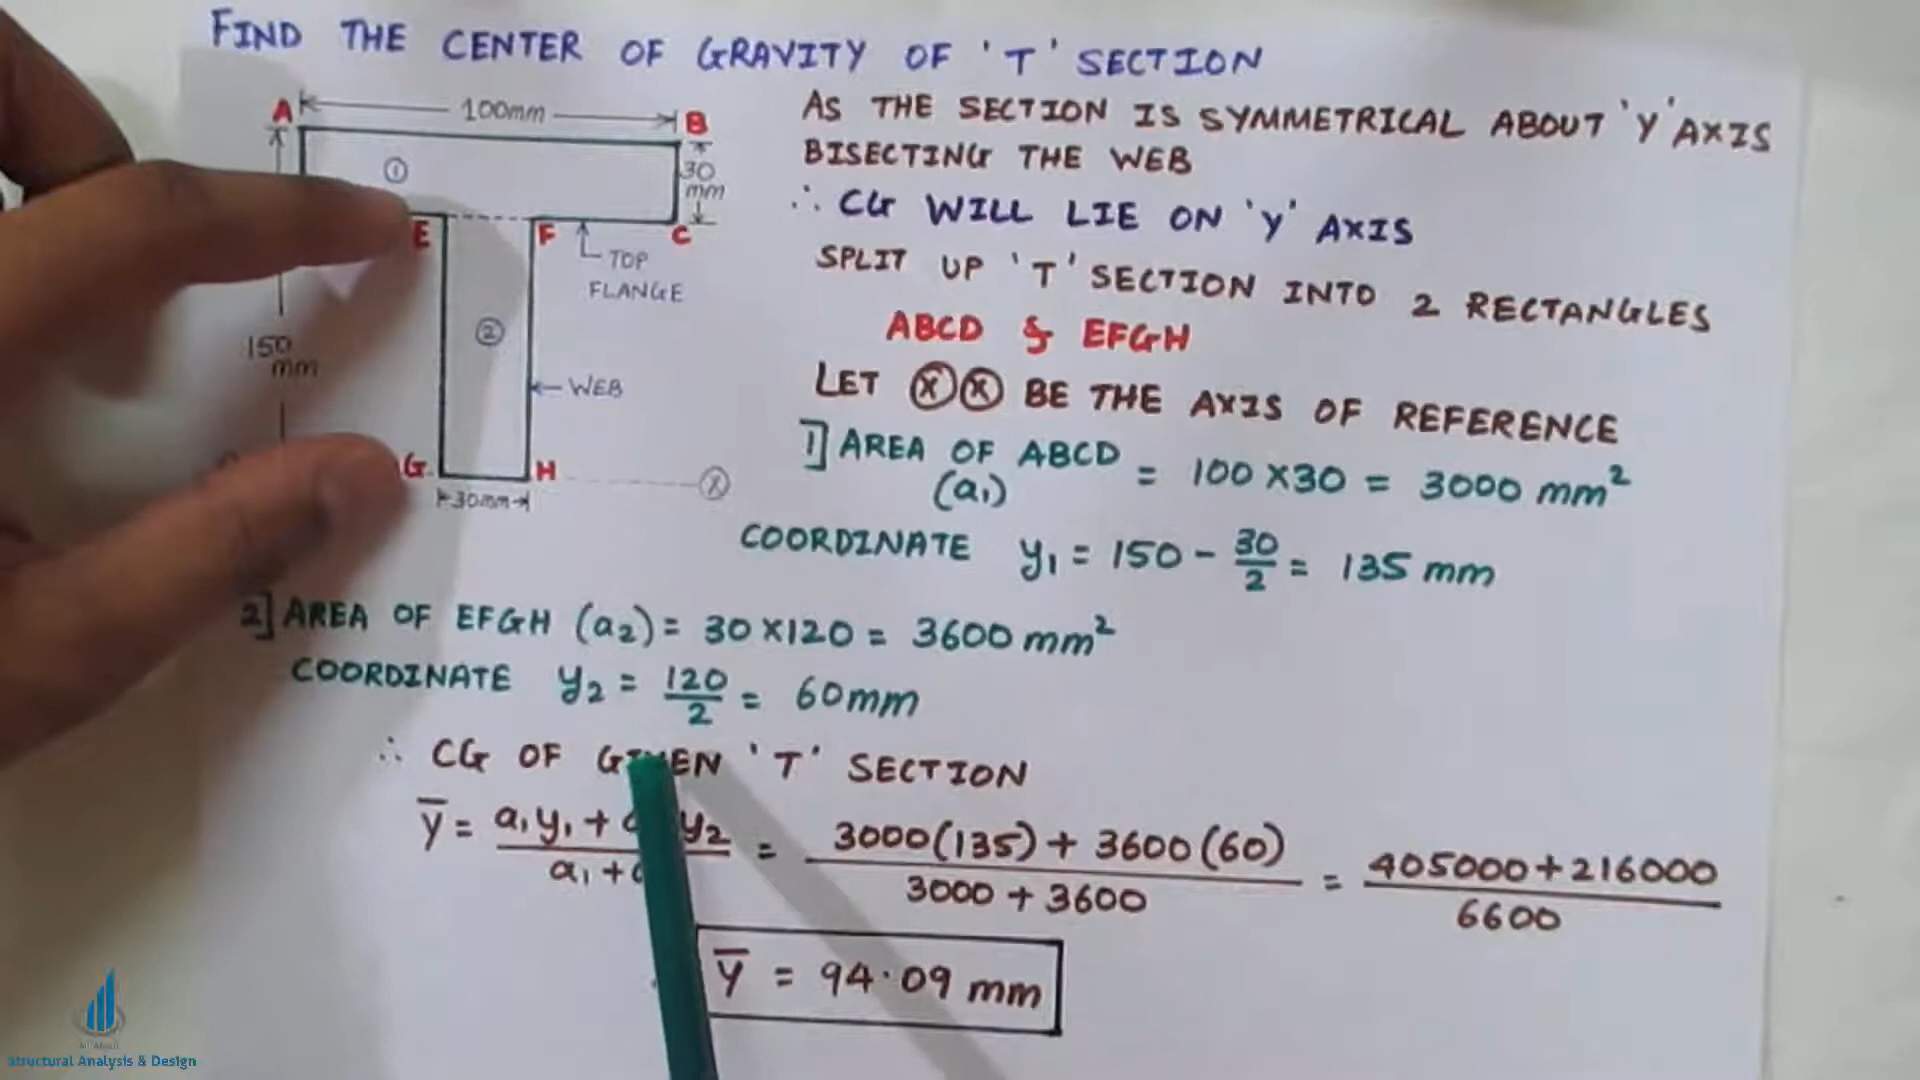 FIND THE CENTER OF GRAVITY OF 'T' SECTION
A 100mm B
① 30 mm
E F C
TOP FLANGE
②
150 mm
WEB
G H X
30mm
AS THE SECTION IS SYMMETRICAL ABOUT 'Y' AXIS
BISECTING THE WEB
∴ CG WILL LIE ON 'Y' AXIS
SPLIT UP 'T' SECTION INTO 2 RECTANGLES
ABCD & EFGH
LET Ⓧ Ⓧ BE THE AXIS OF REFERENCE
1] AREA OF ABCD (a₁) = 100 × 30 = 3000 mm²
COORDINATE y₁ = 150 - 30/2 = 135 mm
2] AREA OF EFGH (a₂) = 30 × 120 = 3600 mm²
COORDINATE y₂ = 120/2 = 60mm
∴ CG OF GIVEN 'T' SECTION
ȳ = a₁y₁ + y₂ / a₁ + = 3000(135) + 3600(60) / 3000 + 3600 = 405000 + 216000 / 6600
ȳ = 94.09 mm
Structural Analysis & Design